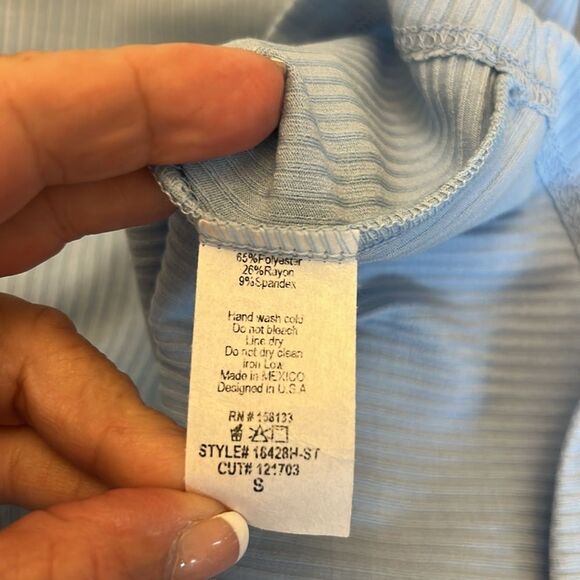 65%Polyester
26%Rayon
9%Spandex
Hand wash cold
Do not bleach
Line dry
Do not dry clean
Iron Low
Made in MEXICO
Designed in U.S.A
RN # 158133
STYLE# 16428H-ST
CUT# 121703
S